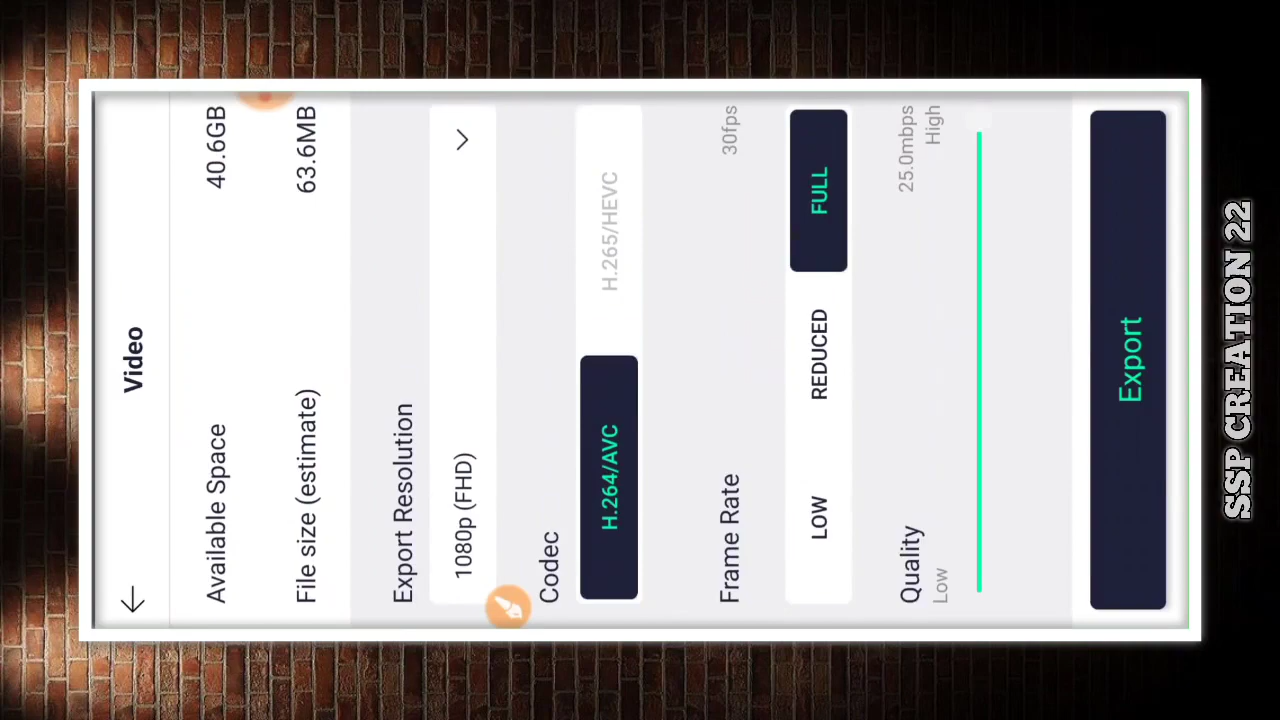 Video
Available Space 40.6GB
File size (estimate) 63.6MB
Export Resolution
1080p (FHD)
Codec
H.264/AVC H.265/HEVC
Frame Rate 30fps
LOW REDUCED FULL
Quality 25.0mbps
Low High
Export
SSP CREATION 22